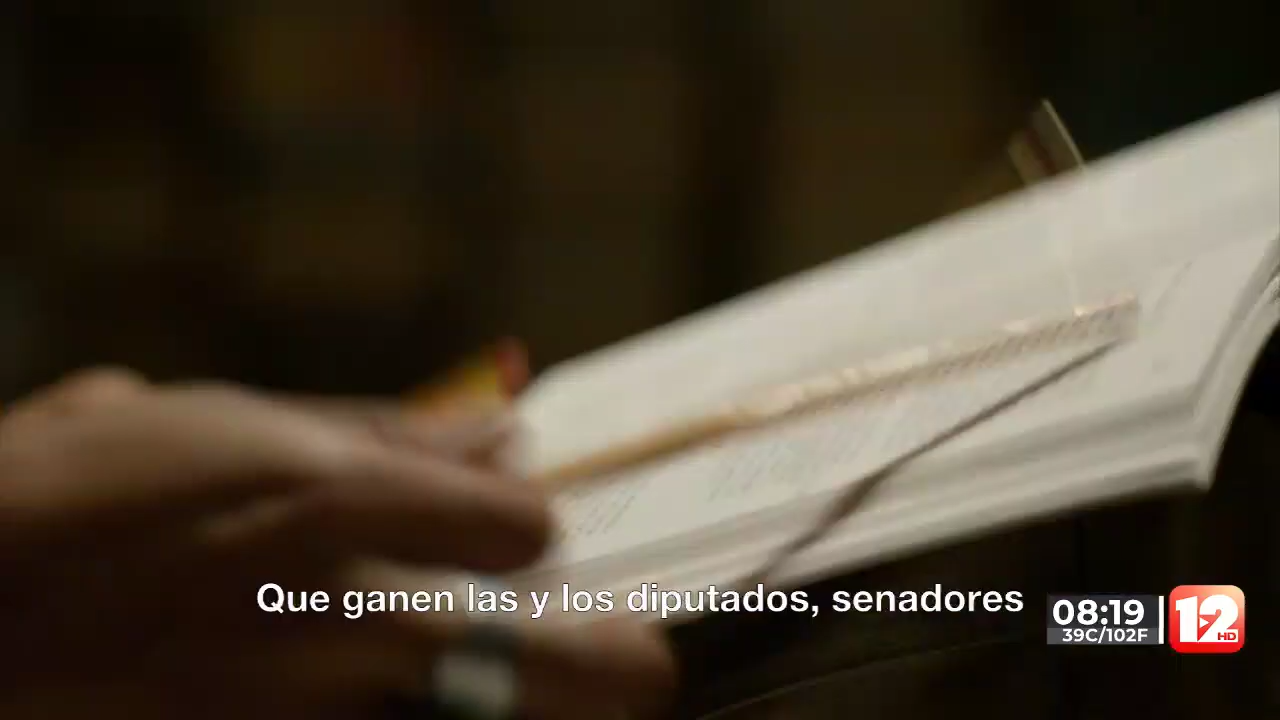 Que ganen las y los diputados, senadores
08:19
39C/102F
12
HD